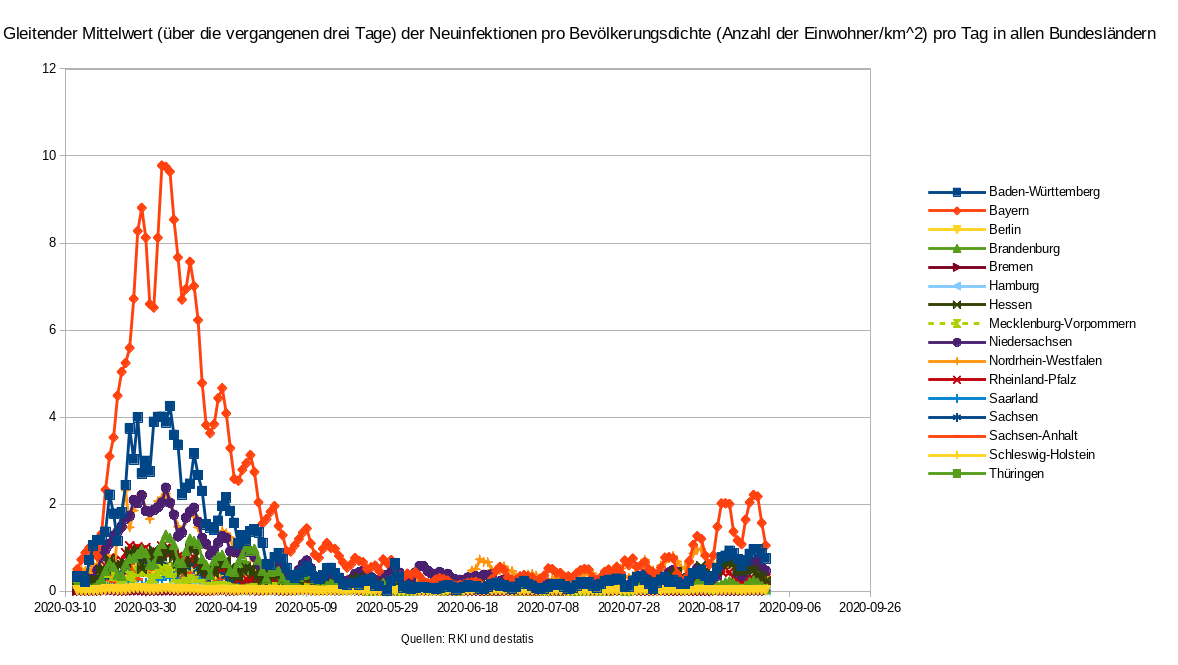 Gleitender Mittelwert (über die vergangenen drei Tage) der Neuinfektionen pro Bevölkerungsdichte (Anzahl der Einwohner/km^2) pro Tag in allen Bundesländern
12
10
8
6
4
2
0
2020-03-10 2020-03-30 2020-04-19 2020-05-09 2020-05-29 2020-06-18 2020-07-08 2020-07-28 2020-08-17 2020-09-06 2020-09-26
Quellen: RKI und destatis
Baden-Württemberg
Bayern
Berlin
Brandenburg
Bremen
Hamburg
Hessen
Mecklenburg-Vorpommern
Niedersachsen
Nordrhein-Westfalen
Rheinland-Pfalz
Saarland
Sachsen
Sachsen-Anhalt
Schleswig-Holstein
Thüringen